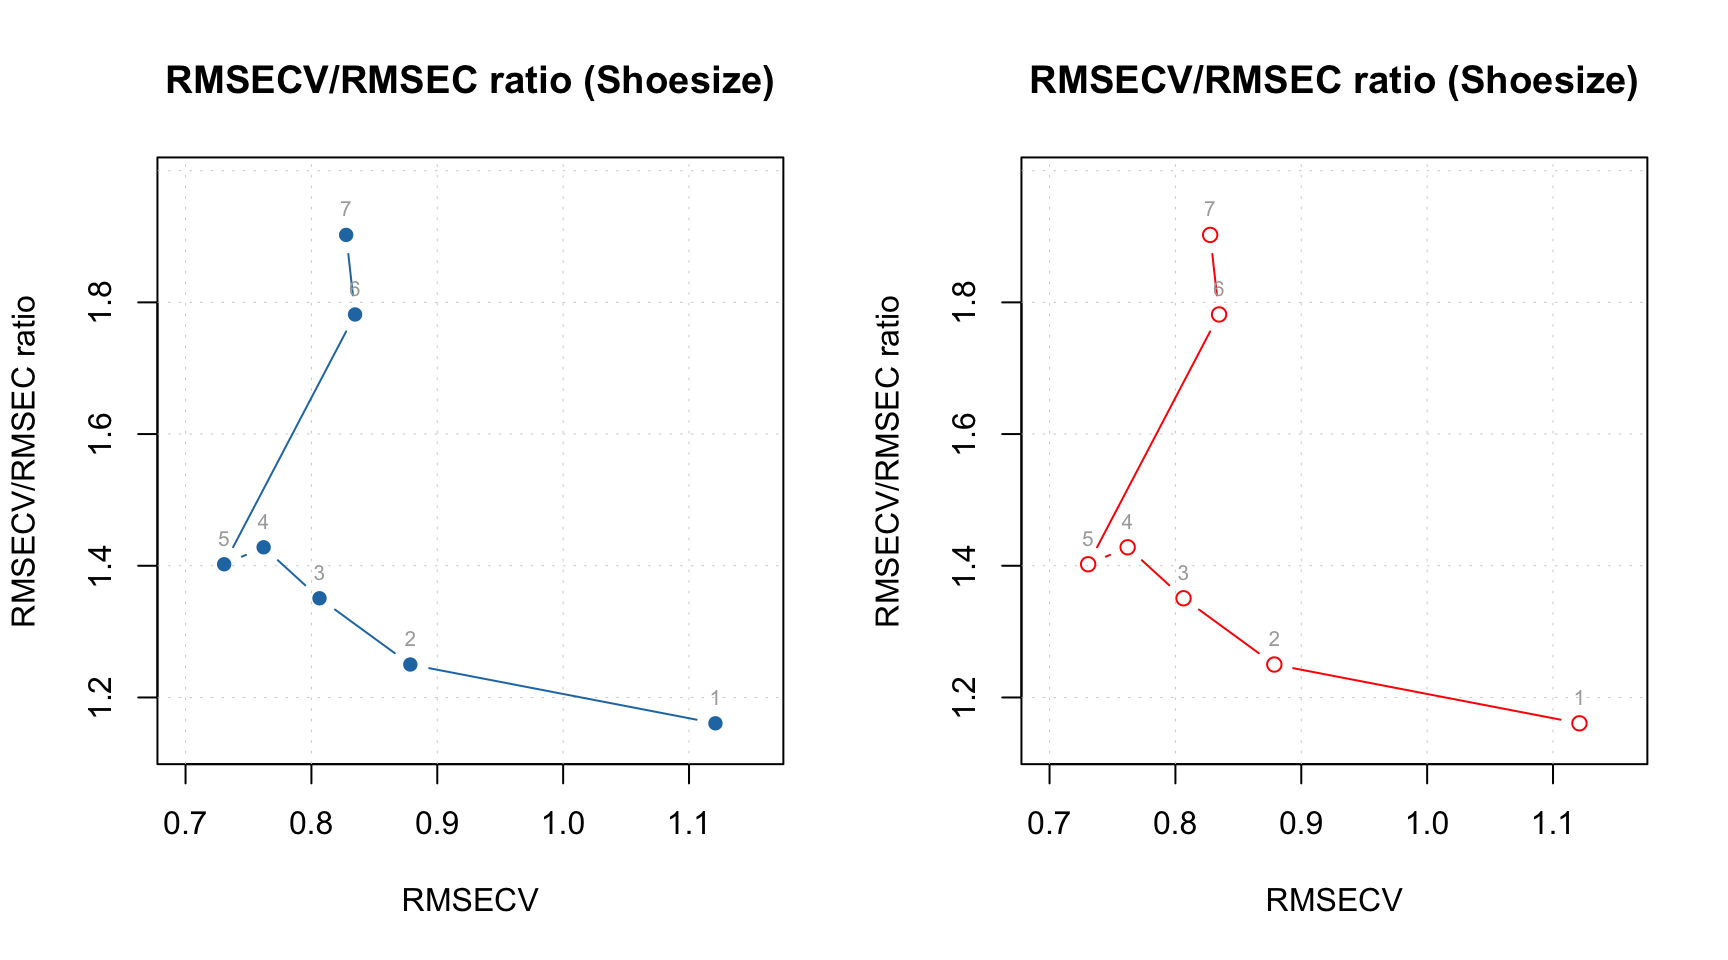 RMSECV/RMSEC ratio (Shoesize)
RMSECV/RMSEC ratio
1.8
1.6
1.4
1.2
7
6
5
4
3
2
1
0.7 0.8 0.9 1.0 1.1
RMSECV
RMSECV/RMSEC ratio (Shoesize)
RMSECV/RMSEC ratio
1.8
1.6
1.4
1.2
7
6
5
4
3
2
1
0.7 0.8 0.9 1.0 1.1
RMSECV